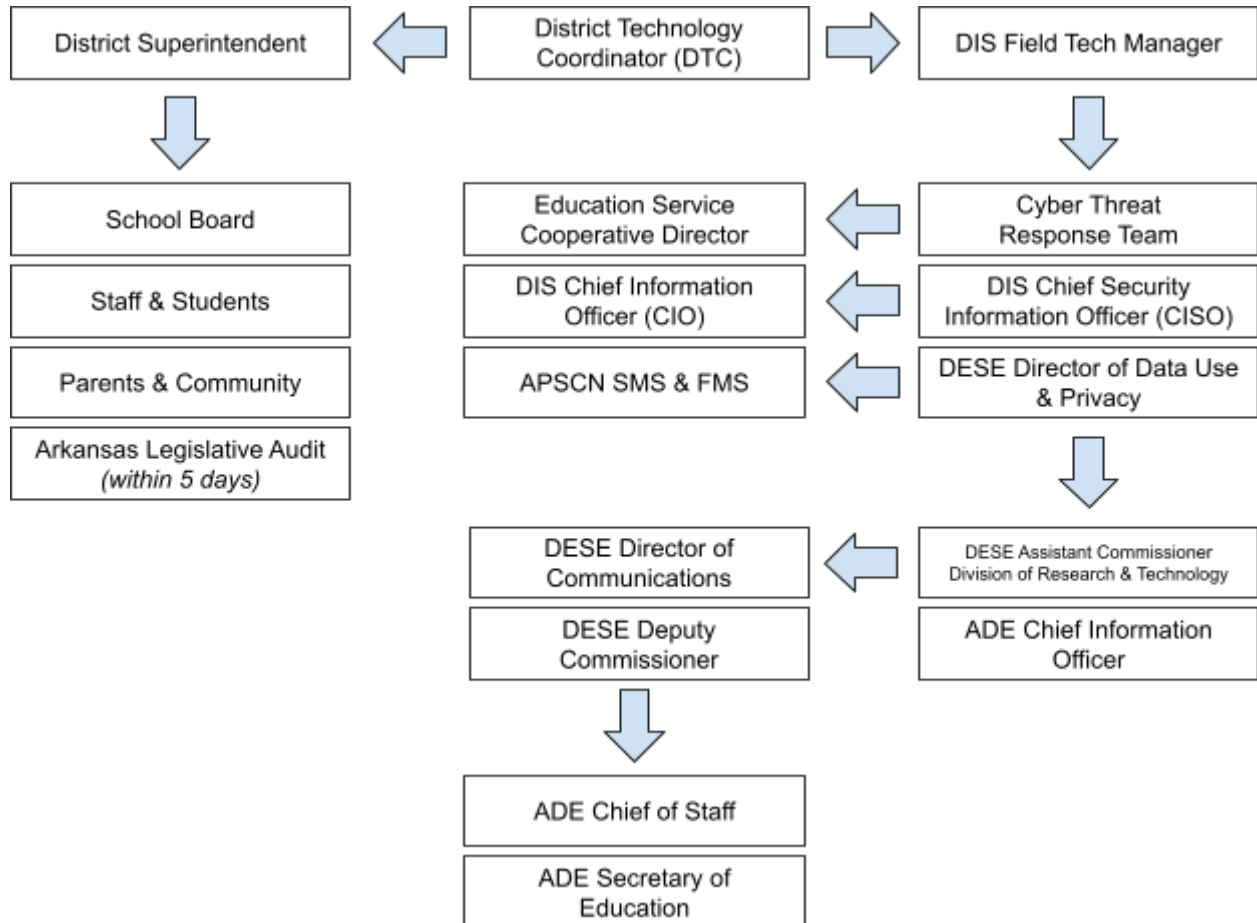 District Superintendent
District Technology
Coordinator (DTC)
DIS Field Tech Manager
School Board
Education Service
Cooperative Director
Cyber Threat
Response Team
Staff & Students
DIS Chief Information
Officer (CIO)
DIS Chief Security
Information Officer (CISO)
Parents & Community
APSCN SMS & FMS
DESE Director of Data Use
& Privacy
Arkansas Legislative Audit
(within 5 days)
DESE Director of
Communications
DESE Assistant Commissioner
Division of Research & Technology
DESE Deputy
Commissioner
ADE Chief Information
Officer
ADE Chief of Staff
ADE Secretary of
Education